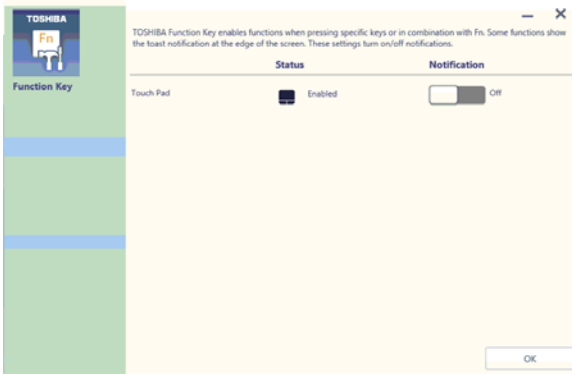 TOSHIBA
Fn
Function Key
TOSHIBA Function Key enables functions when pressing specific keys or in combination with Fn. Some functions show
the toast notification at the edge of the screen. These settings turn on/off notifications.
Status Notification
Touch Pad Enabled Off
OK